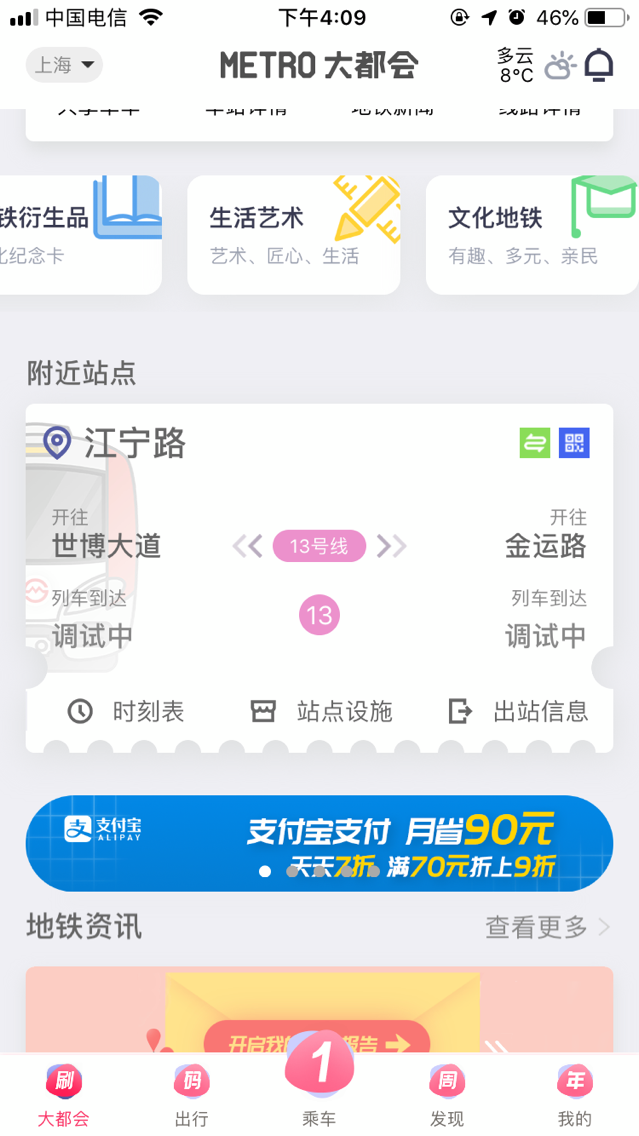 中国电信
下午4:09
46%
上海
METRO 大都会
多云
8°C
铁衍生品
生活艺术
文化地铁
纪念卡
艺术、匠心、生活
有趣、多元、亲民
附近站点
江宁路
开往
开往
世博大道
13号线
金运路
列车到达
列车到达
调试中
13
调试中
时刻表
站点设施
出站信息
支付宝
ALIPAY
支付宝支付 月省90元
天天7折 满70元折上9折
地铁资讯
查看更多
开启我
报告
刷
码
1
周
年
大都会
出行
乘车
发现
我的